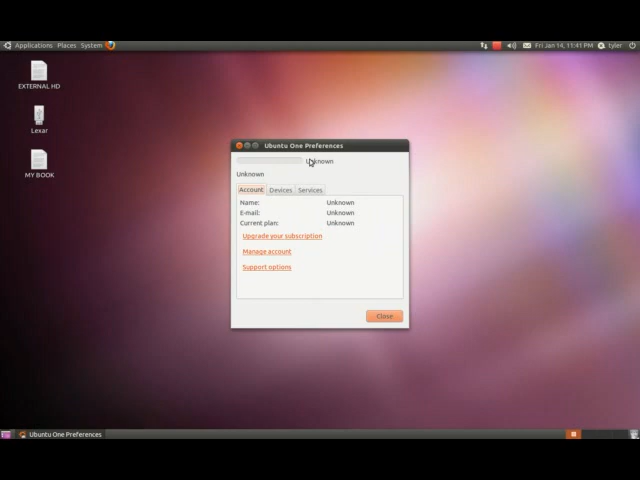 Applications Places System
Fri Jan 14, 11:41 PM tyler
EXTERNAL HD
Lexar
MY BOOK
Ubuntu One Preferences
Unknown
Unknown
Account Devices Services
Name: Unknown
E-mail: Unknown
Current plan: Unknown
Upgrade your subscription
Manage account
Support options
Close
Ubuntu One Preferences